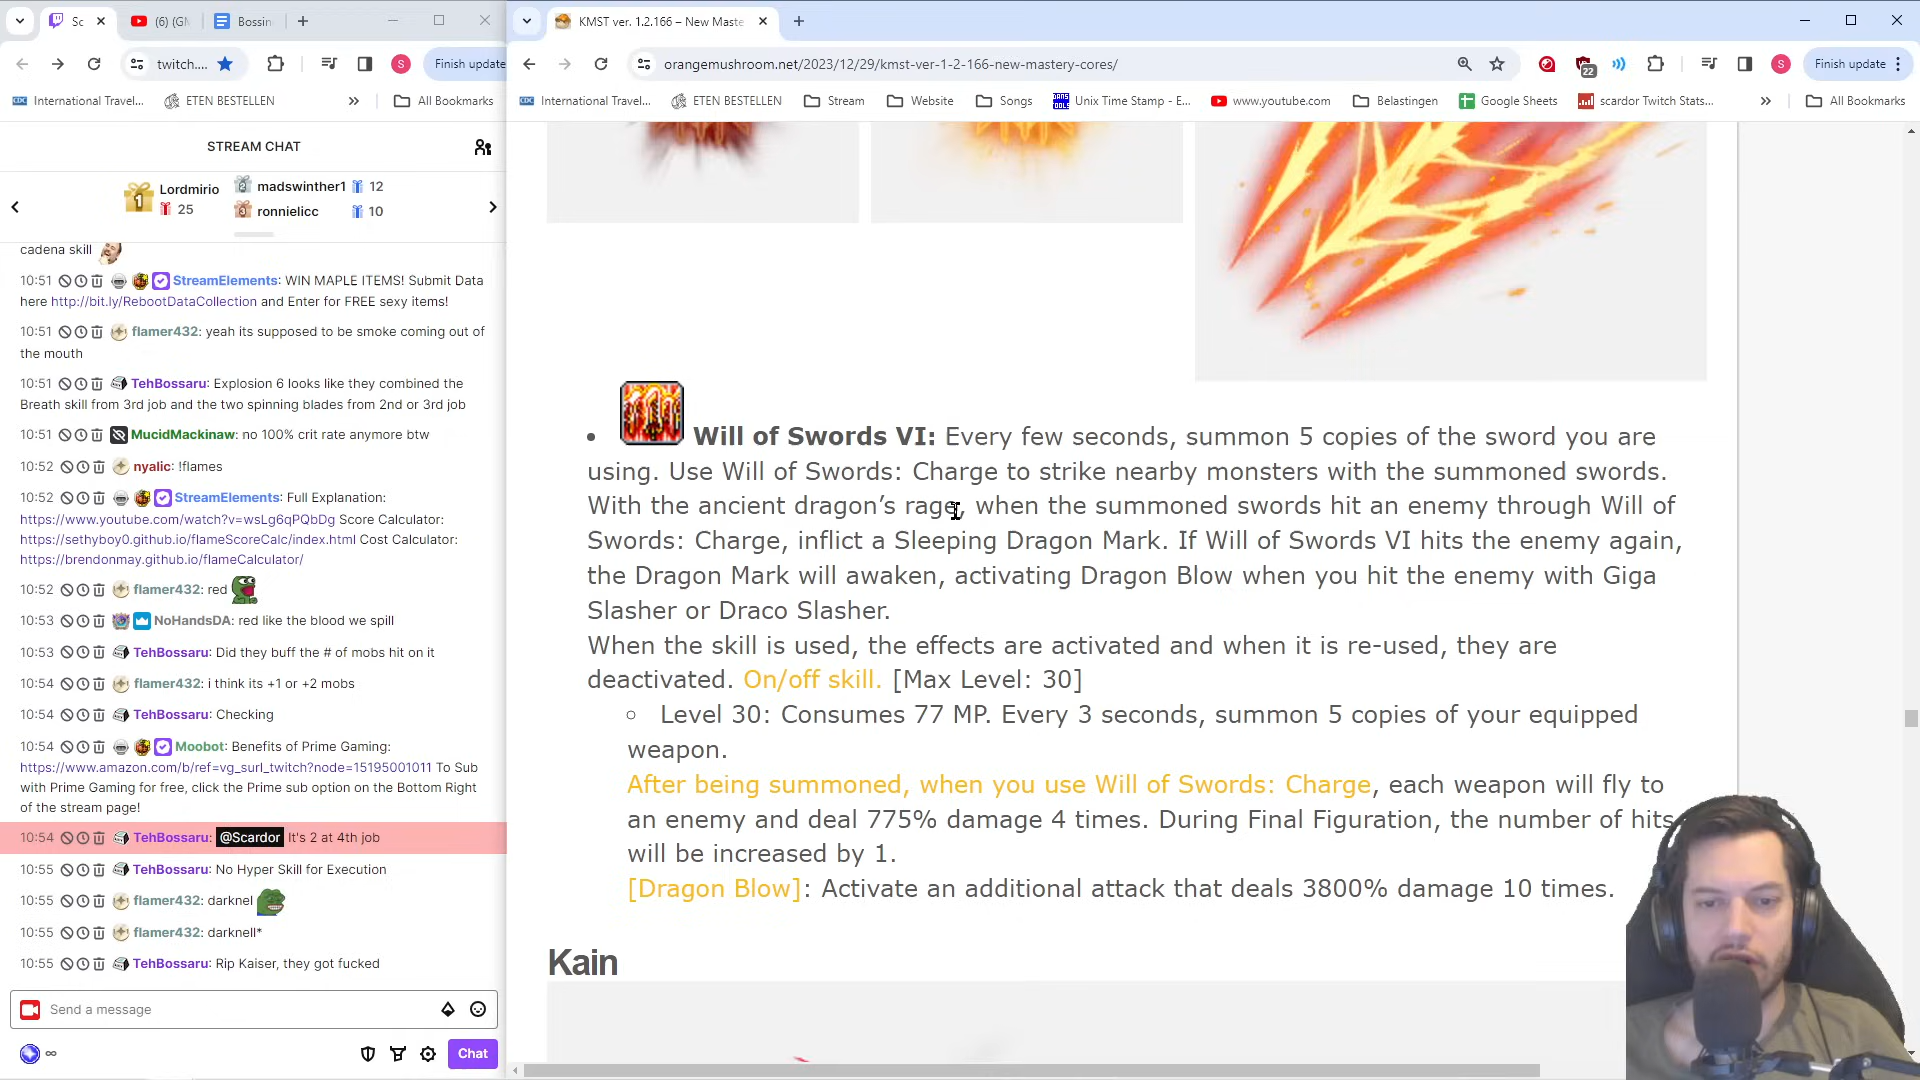 Sc
(6) (GM
Bossin
KMST ver. 1.2.166 – New Maste
twitch....
S
Finish update
orangemushroom.net/2023/12/29/kmst-ver-1-2-166-new-mastery-cores/
22
S
Finish update
International Travel...
ETEN BESTELLEN
All Bookmarks
International Travel...
ETEN BESTELLEN
Stream
Website
Songs
Unix Time Stamp - E...
www.youtube.com
Belastingen
Google Sheets
scardor Twitch Stats...
All Bookmarks
STREAM CHAT
1
Lordmirio
25
2
madswinther1
12
3
ronnielicc
10
cadena skill
10:51 StreamElements: WIN MAPLE ITEMS! Submit Data
here http://bit.ly/RebootDataCollection and Enter for FREE sexy items!
10:51 flamer432: yeah its supposed to be smoke coming out of
the mouth
10:51 TehBossaru: Explosion 6 looks like they combined the
Breath skill from 3rd job and the two spinning blades from 2nd or 3rd job
10:51 MucidMackinaw: no 100% crit rate anymore btw
10:52 nyalic: !flames
10:52 StreamElements: Full Explanation:
https://www.youtube.com/watch?v=wsLg6qPQbDg Score Calculator:
https://sethyboy0.github.io/flameScoreCalc/index.html Cost Calculator:
https://brendonmay.github.io/flameCalculator/
10:52 flamer432: red
10:53 NoHandsDA: red like the blood we spill
10:53 TehBossaru: Did they buff the # of mobs hit on it
10:54 flamer432: i think its +1 or +2 mobs
10:54 TehBossaru: Checking
10:54 Moobot: Benefits of Prime Gaming:
https://www.amazon.com/b/ref=vg_surl_twitch?node=15195001011 To Sub
with Prime Gaming for free, click the Prime sub option on the Bottom Right
of the stream page!
10:54 TehBossaru: @Scardor It's 2 at 4th job
10:55 TehBossaru: No Hyper Skill for Execution
10:55 flamer432: darknel
10:55 flamer432: darknell*
10:55 TehBossaru: Rip Kaiser, they got fucked
Send a message
Chat
Will of Swords VI: Every few seconds, summon 5 copies of the sword you are
using. Use Will of Swords: Charge to strike nearby monsters with the summoned swords.
With the ancient dragon’s rage, when the summoned swords hit an enemy through Will of
Swords: Charge, inflict a Sleeping Dragon Mark. If Will of Swords VI hits the enemy again,
the Dragon Mark will awaken, activating Dragon Blow when you hit the enemy with Giga
Slasher or Draco Slasher.
When the skill is used, the effects are activated and when it is re-used, they are
deactivated. On/off skill. [Max Level: 30]
Level 30: Consumes 77 MP. Every 3 seconds, summon 5 copies of your equipped
weapon.
After being summoned, when you use Will of Swords: Charge, each weapon will fly to
an enemy and deal 775% damage 4 times. During Final Figuration, the number of hits
will be increased by 1.
[Dragon Blow]: Activate an additional attack that deals 3800% damage 10 times.
Kain